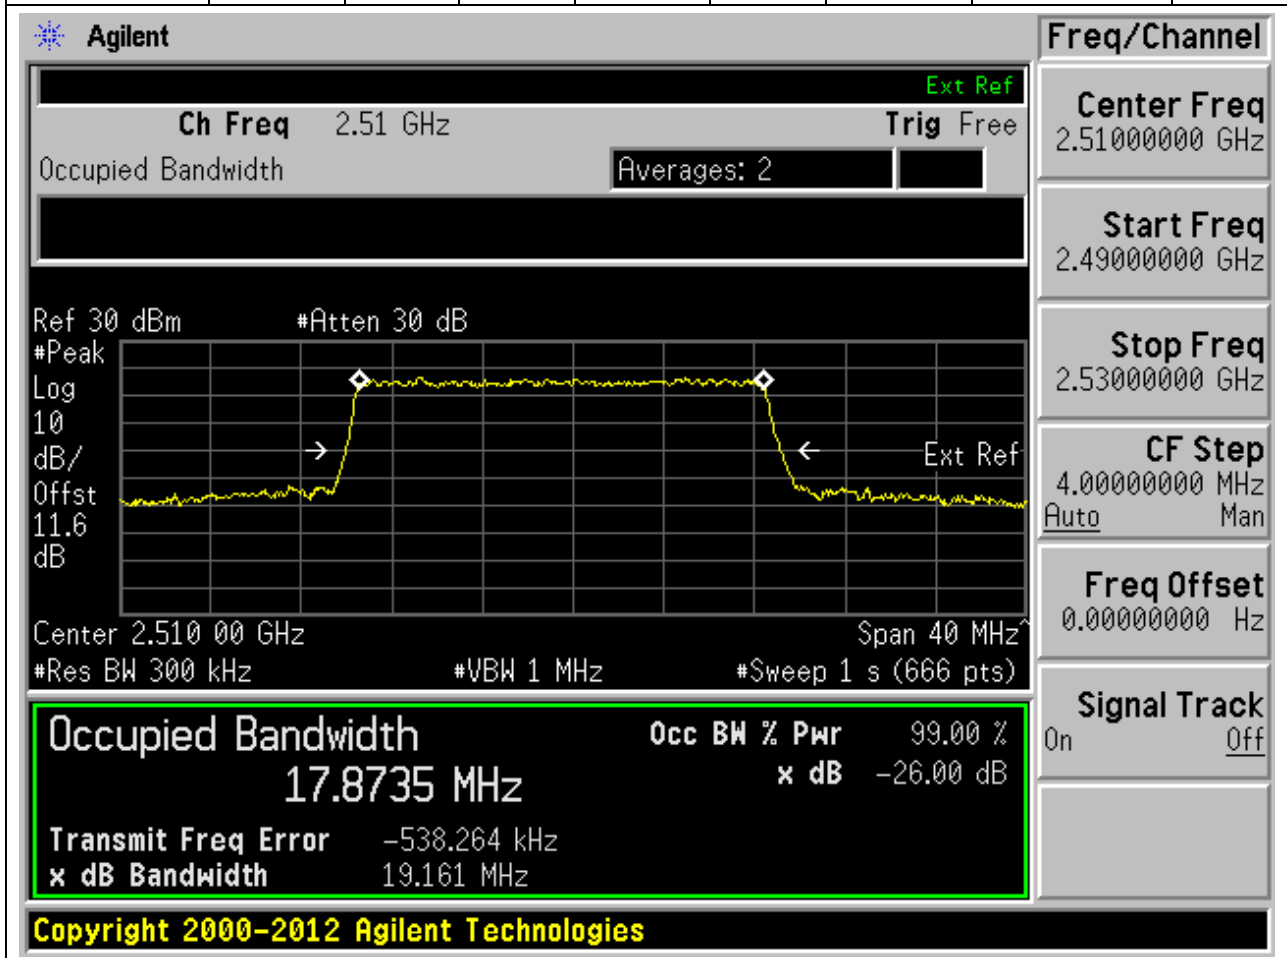 Agilent
Freq/Channel
Ext Ref
Ch Freq 2.51 GHz Trig Free
Occupied Bandwidth Averages: 2
Center Freq
2.51000000 GHz
Start Freq
2.49000000 GHz
Stop Freq
2.53000000 GHz
CF Step
4.00000000 MHz
Auto Man
Freq Offset
0.00000000 Hz
Signal Track
On Off
Ref 30 dBm #Atten 30 dB
#Peak
Log
10
dB/
Offst
11.6
dB
Ext Ref
Center 2.510 00 GHz Span 40 MHz^
#Res BW 300 kHz #VBW 1 MHz #Sweep 1 s (666 pts)
Occupied Bandwidth Occ BW % Pwr 99.00 %
17.8735 MHz x dB -26.00 dB
Transmit Freq Error -538.264 kHz
x dB Bandwidth 19.161 MHz
Copyright 2000-2012 Agilent Technologies